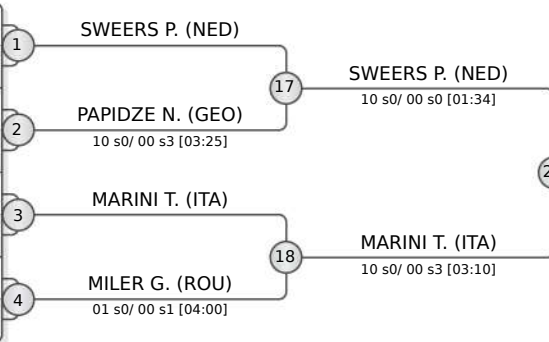 SWEERS P. (NED)
1
17
SWEERS P. (NED)
10 s0/ 00 s0 [01:34]
2
PAPIDZE N. (GEO)
10 s0/ 00 s3 [03:25]
3
MARINI T. (ITA)
18
MARINI T. (ITA)
10 s0/ 00 s3 [03:10]
4
MILER G. (ROU)
01 s0/ 00 s1 [04:00]